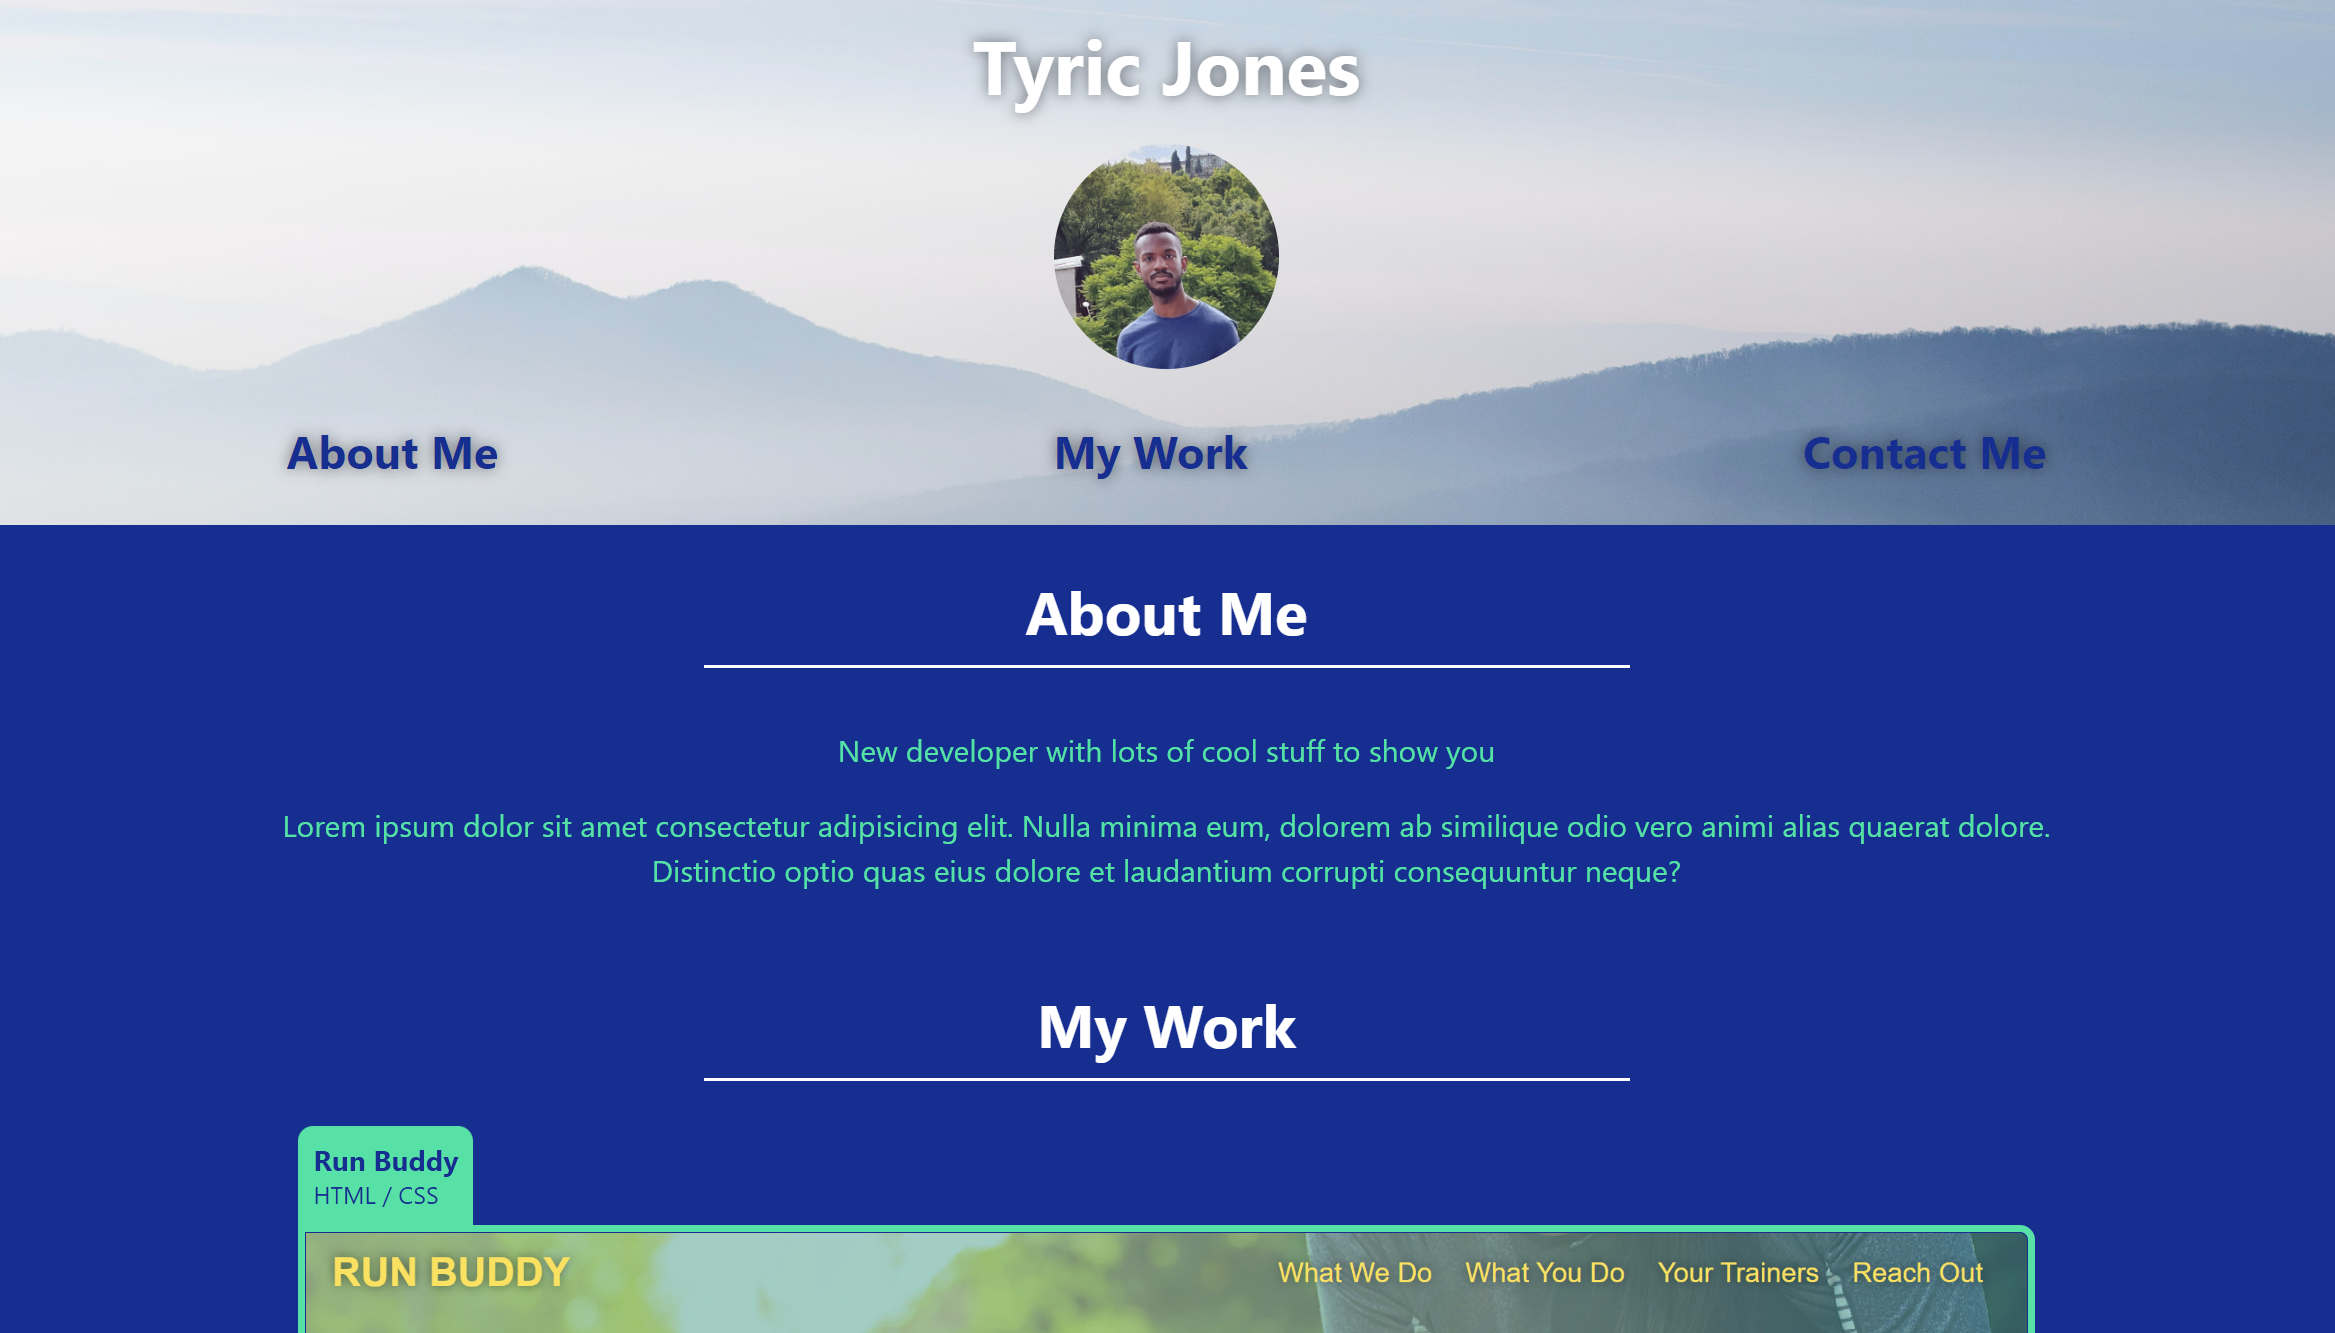 Tyric Jones
About Me
My Work
Contact Me
About Me
New developer with lots of cool stuff to show you
Lorem ipsum dolor sit amet consectetur adipisicing elit. Nulla minima eum, dolorem ab similique odio vero animi alias quaerat dolore.
Distinctio optio quas eius dolore et laudantium corrupti consequuntur neque?
My Work
Run Buddy
HTML / CSS
RUN BUDDY
What We Do
What You Do
Your Trainers
Reach Out